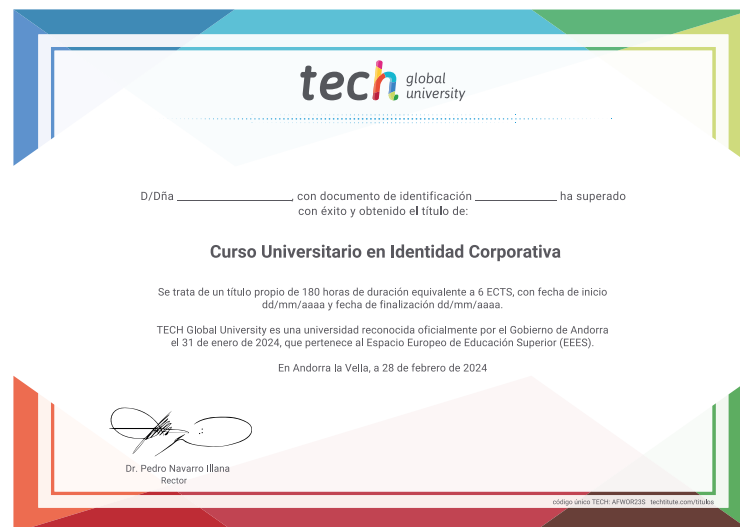 tech global
university
D/Dña ____________________, con documento de identificación ______________ ha superado
con éxito y obtenido el título de:
Curso Universitario en Identidad Corporativa
Se trata de un título propio de 180 horas de duración equivalente a 6 ECTS, con fecha de inicio
dd/mm/aaaa y fecha de finalización dd/mm/aaaa.
TECH Global University es una universidad reconocida oficialmente por el Gobierno de Andorra
el 31 de enero de 2024, que pertenece al Espacio Europeo de Educación Superior (EEES).
En Andorra la Vella, a 28 de febrero de 2024
Dr. Pedro Navarro Illana
Rector
código único TECH: AFWOR23S techtitute.com/titulos